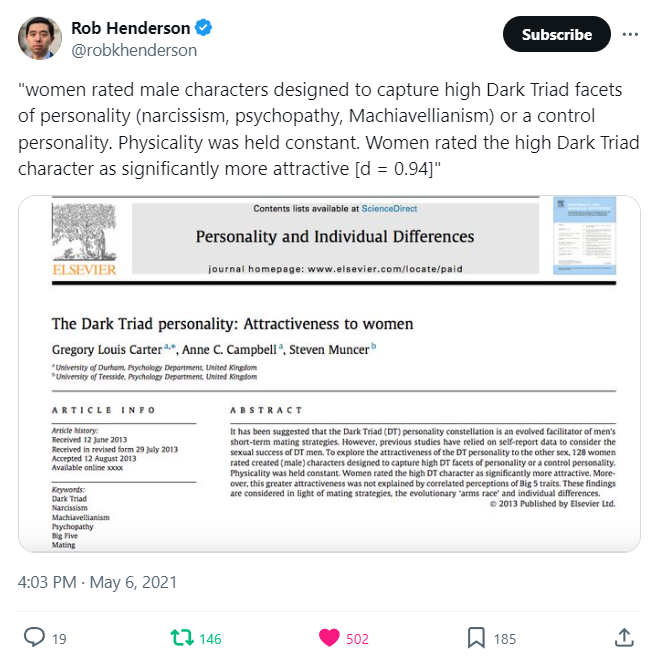 Rob Henderson
@robkhenderson
Subscribe
"women rated male characters designed to capture high Dark Triad facets
of personality (narcissism, psychopathy, Machiavellianism) or a control
personality. Physicality was held constant. Women rated the high Dark Triad
character as significantly more attractive [d = 0.94]"
Contents lists available at ScienceDirect
Personality and Individual Differences
journal homepage: www.elsevier.com/locate/paid
ELSEVIER
The Dark Triad personality: Attractiveness to women
Gregory Louis Carter a,*, Anne C. Campbell a, Steven Muncer b
a University of Durham, Psychology Department, United Kingdom
b University of Teesside, Psychology Department, United Kingdom
ARTICLE INFO
Article history:
Received 12 June 2013
Received in revised form 29 July 2013
Accepted 12 August 2013
Available online xxxx
Keywords:
Dark Triad
Narcissism
Machiavellianism
Psychopathy
Big Five
Mating
ABSTRACT
It has been suggested that the Dark Triad (DT) personality constellation is an evolved facilitator of men's
short-term mating strategies. However, previous studies have relied on self-report data to consider the
sexual success of DT men. To explore the attractiveness of the DT personality to the other sex, 128 women
rated created (male) characters designed to capture high DT facets of personality or a control personality.
Physicality was held constant. Women rated the high DT character as significantly more attractive. More-
over, this greater attractiveness was not explained by correlated perceptions of Big 5 traits. These findings
are considered in light of mating strategies, the evolutionary 'arms race' and individual differences.
© 2013 Published by Elsevier Ltd.
4:03 PM · May 6, 2021
19
146
502
185